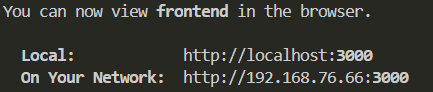 You can now view frontend in the browser.
Local: http://localhost:3000
On Your Network: http://192.168.76.66:3000